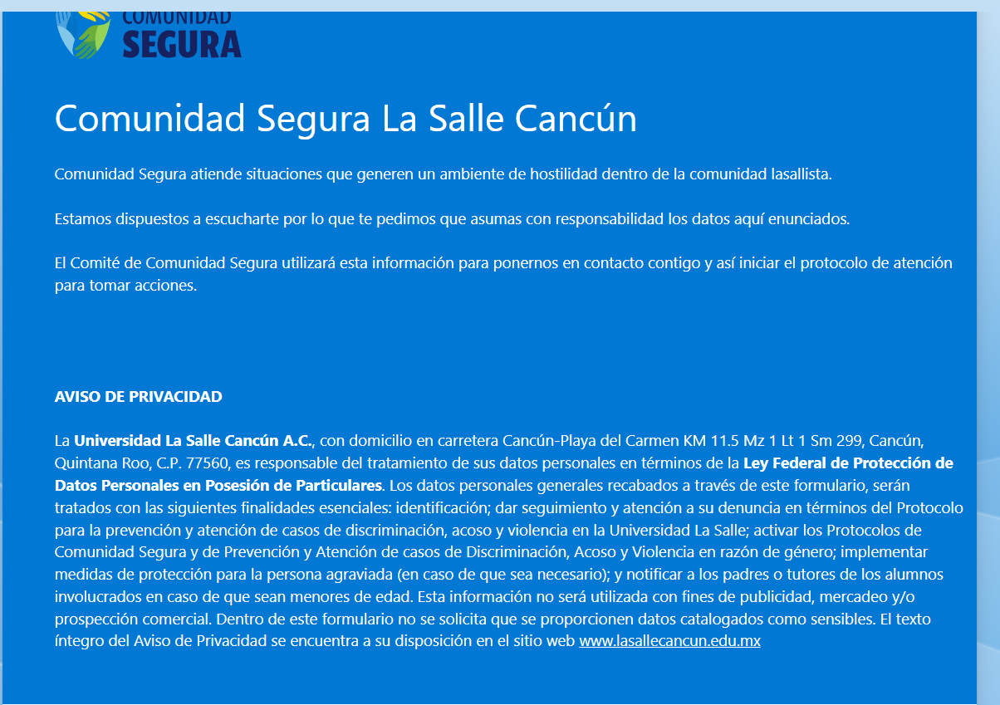 COMUNIDAD
SEGURA
Comunidad Segura La Salle Cancún
Comunidad Segura atiende situaciones que generen un ambiente de hostilidad dentro de la comunidad lasallista.
Estamos dispuestos a escucharte por lo que te pedimos que asumas con responsabilidad los datos aquí enunciados.
El Comité de Comunidad Segura utilizará esta información para ponernos en contacto contigo y así iniciar el protocolo de atención
para tomar acciones.
AVISO DE PRIVACIDAD
La Universidad La Salle Cancún A.C., con domicilio en carretera Cancún-Playa del Carmen KM 11.5 Mz 1 Lt 1 Sm 299, Cancún,
Quintana Roo, C.P. 77560, es responsable del tratamiento de sus datos personales en términos de la Ley Federal de Protección de
Datos Personales en Posesión de Particulares. Los datos personales generales recabados a través de este formulario, serán
tratados con las siguientes finalidades esenciales: identificación; dar seguimiento y atención a su denuncia en términos del Protocolo
para la prevención y atención de casos de discriminación, acoso y violencia en la Universidad La Salle; activar los Protocolos de
Comunidad Segura y de Prevención y Atención de casos de Discriminación, Acoso y Violencia en razón de género; implementar
medidas de protección para la persona agraviada (en caso de que sea necesario); y notificar a los padres o tutores de los alumnos
involucrados en caso de que sean menores de edad. Esta información no será utilizada con fines de publicidad, mercadeo y/o
prospección comercial. Dentro de este formulario no se solicita que se proporcionen datos catalogados como sensibles. El texto
íntegro del Aviso de Privacidad se encuentra a su disposición en el sitio web www.lasallecancun.edu.mx